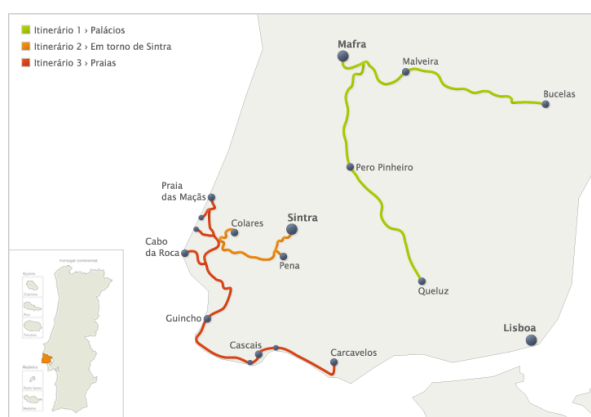 Itinerário 1 › Palácios
Itinerário 2 › Em torno de Sintra
Itinerário 3 › Praias
Mafra
Malveira
Bucelas
Pero Pinheiro
Praia
das Maçãs
Colares
Sintra
Cabo
da Roca
Pena
Queluz
Guincho
Lisboa
Cascais
Carcavelos
Portugal continental